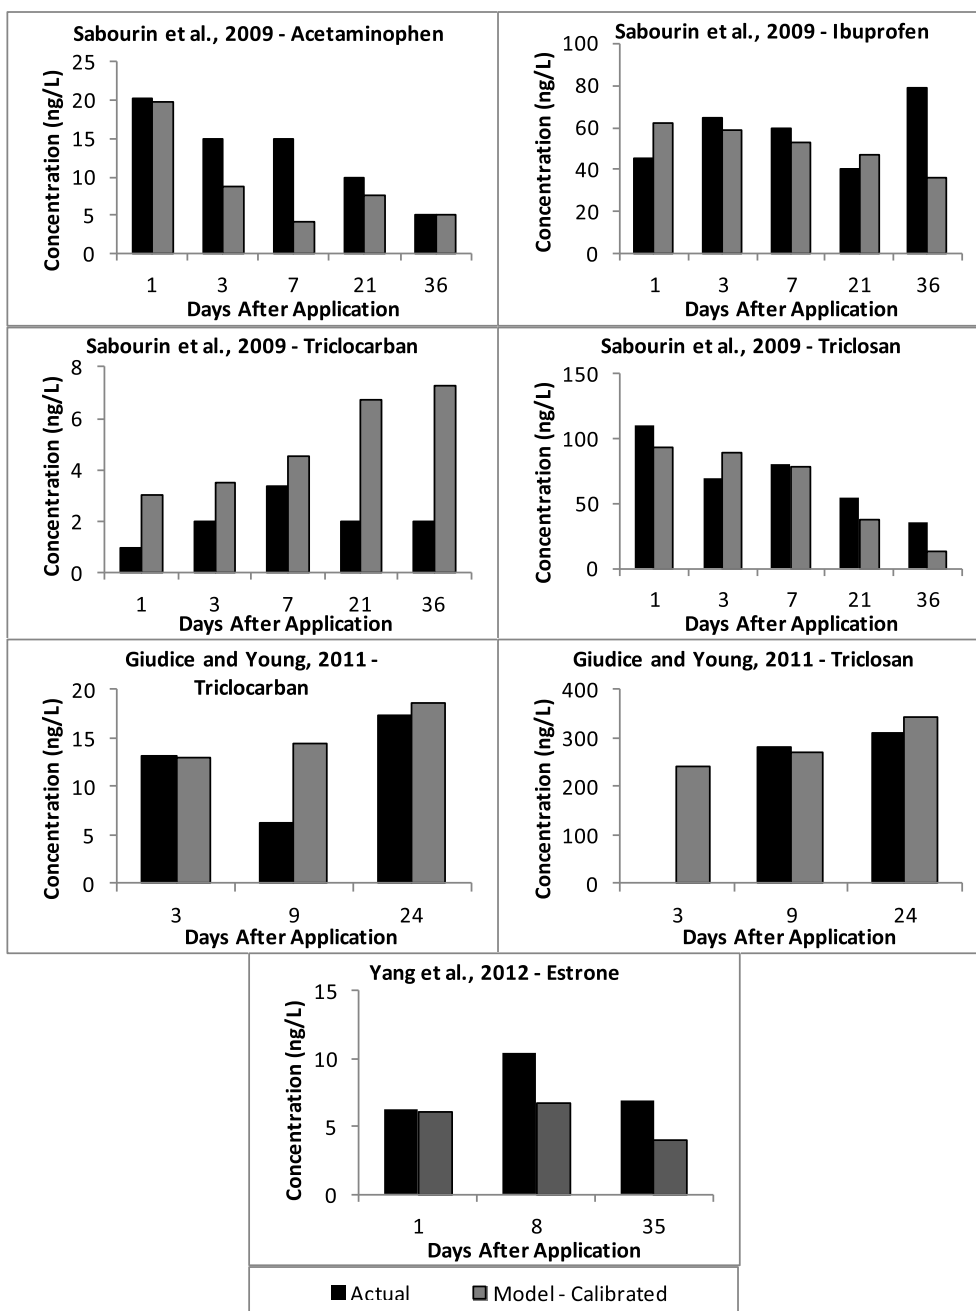 Sabourin et al., 2009 - Acetaminophen
Concentration (ng/L)
25
20
15
10
5
0
1 3 7 21 36
Days After Application
Sabourin et al., 2009 - Ibuprofen
Concentration (ng/L)
100
80
60
40
20
0
1 3 7 21 36
Days After Application
Sabourin et al., 2009 - Triclocarban
Concentration (ng/L)
8
6
4
2
0
1 3 7 21 36
Days After Application
Sabourin et al., 2009 - Triclosan
Concentration (ng/L)
150
100
50
0
1 3 7 21 36
Days After Application
Giudice and Young, 2011 -
Triclocarban
Concentration (ng/L)
20
15
10
5
0
3 9 24
Days After Application
Giudice and Young, 2011 - Triclosan
Concentration (ng/L)
400
300
200
100
0
3 9 24
Days After Application
Yang et al., 2012 - Estrone
Concentration (ng/L)
15
10
5
0
1 8 35
Days After Application
Actual Model - Calibrated